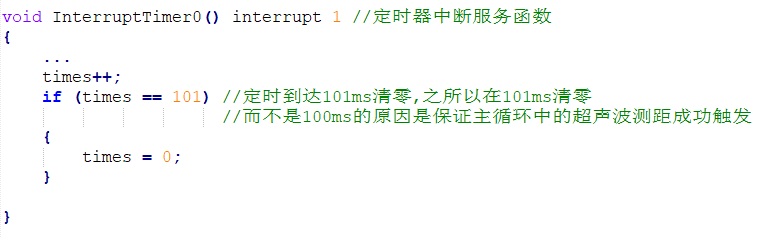 void InterruptTimer0() interrupt 1 //定时器中断服务函数
{
    ...
    times++;
    if (times == 101) //定时到达101ms清零,之所以在101ms清零
                      //而不是100ms的原因是保证主循环中的超声波测距成功触发
    {
        times = 0;
    }
}